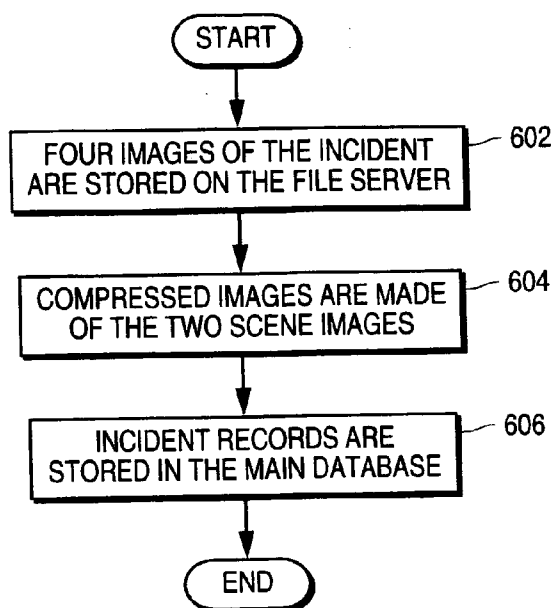 START
FOUR IMAGES OF THE INCIDENT
ARE STORED ON THE FILE SERVER
602
COMPRESSED IMAGES ARE MADE
OF THE TWO SCENE IMAGES
604
INCIDENT RECORDS ARE
STORED IN THE MAIN DATABASE
606
END